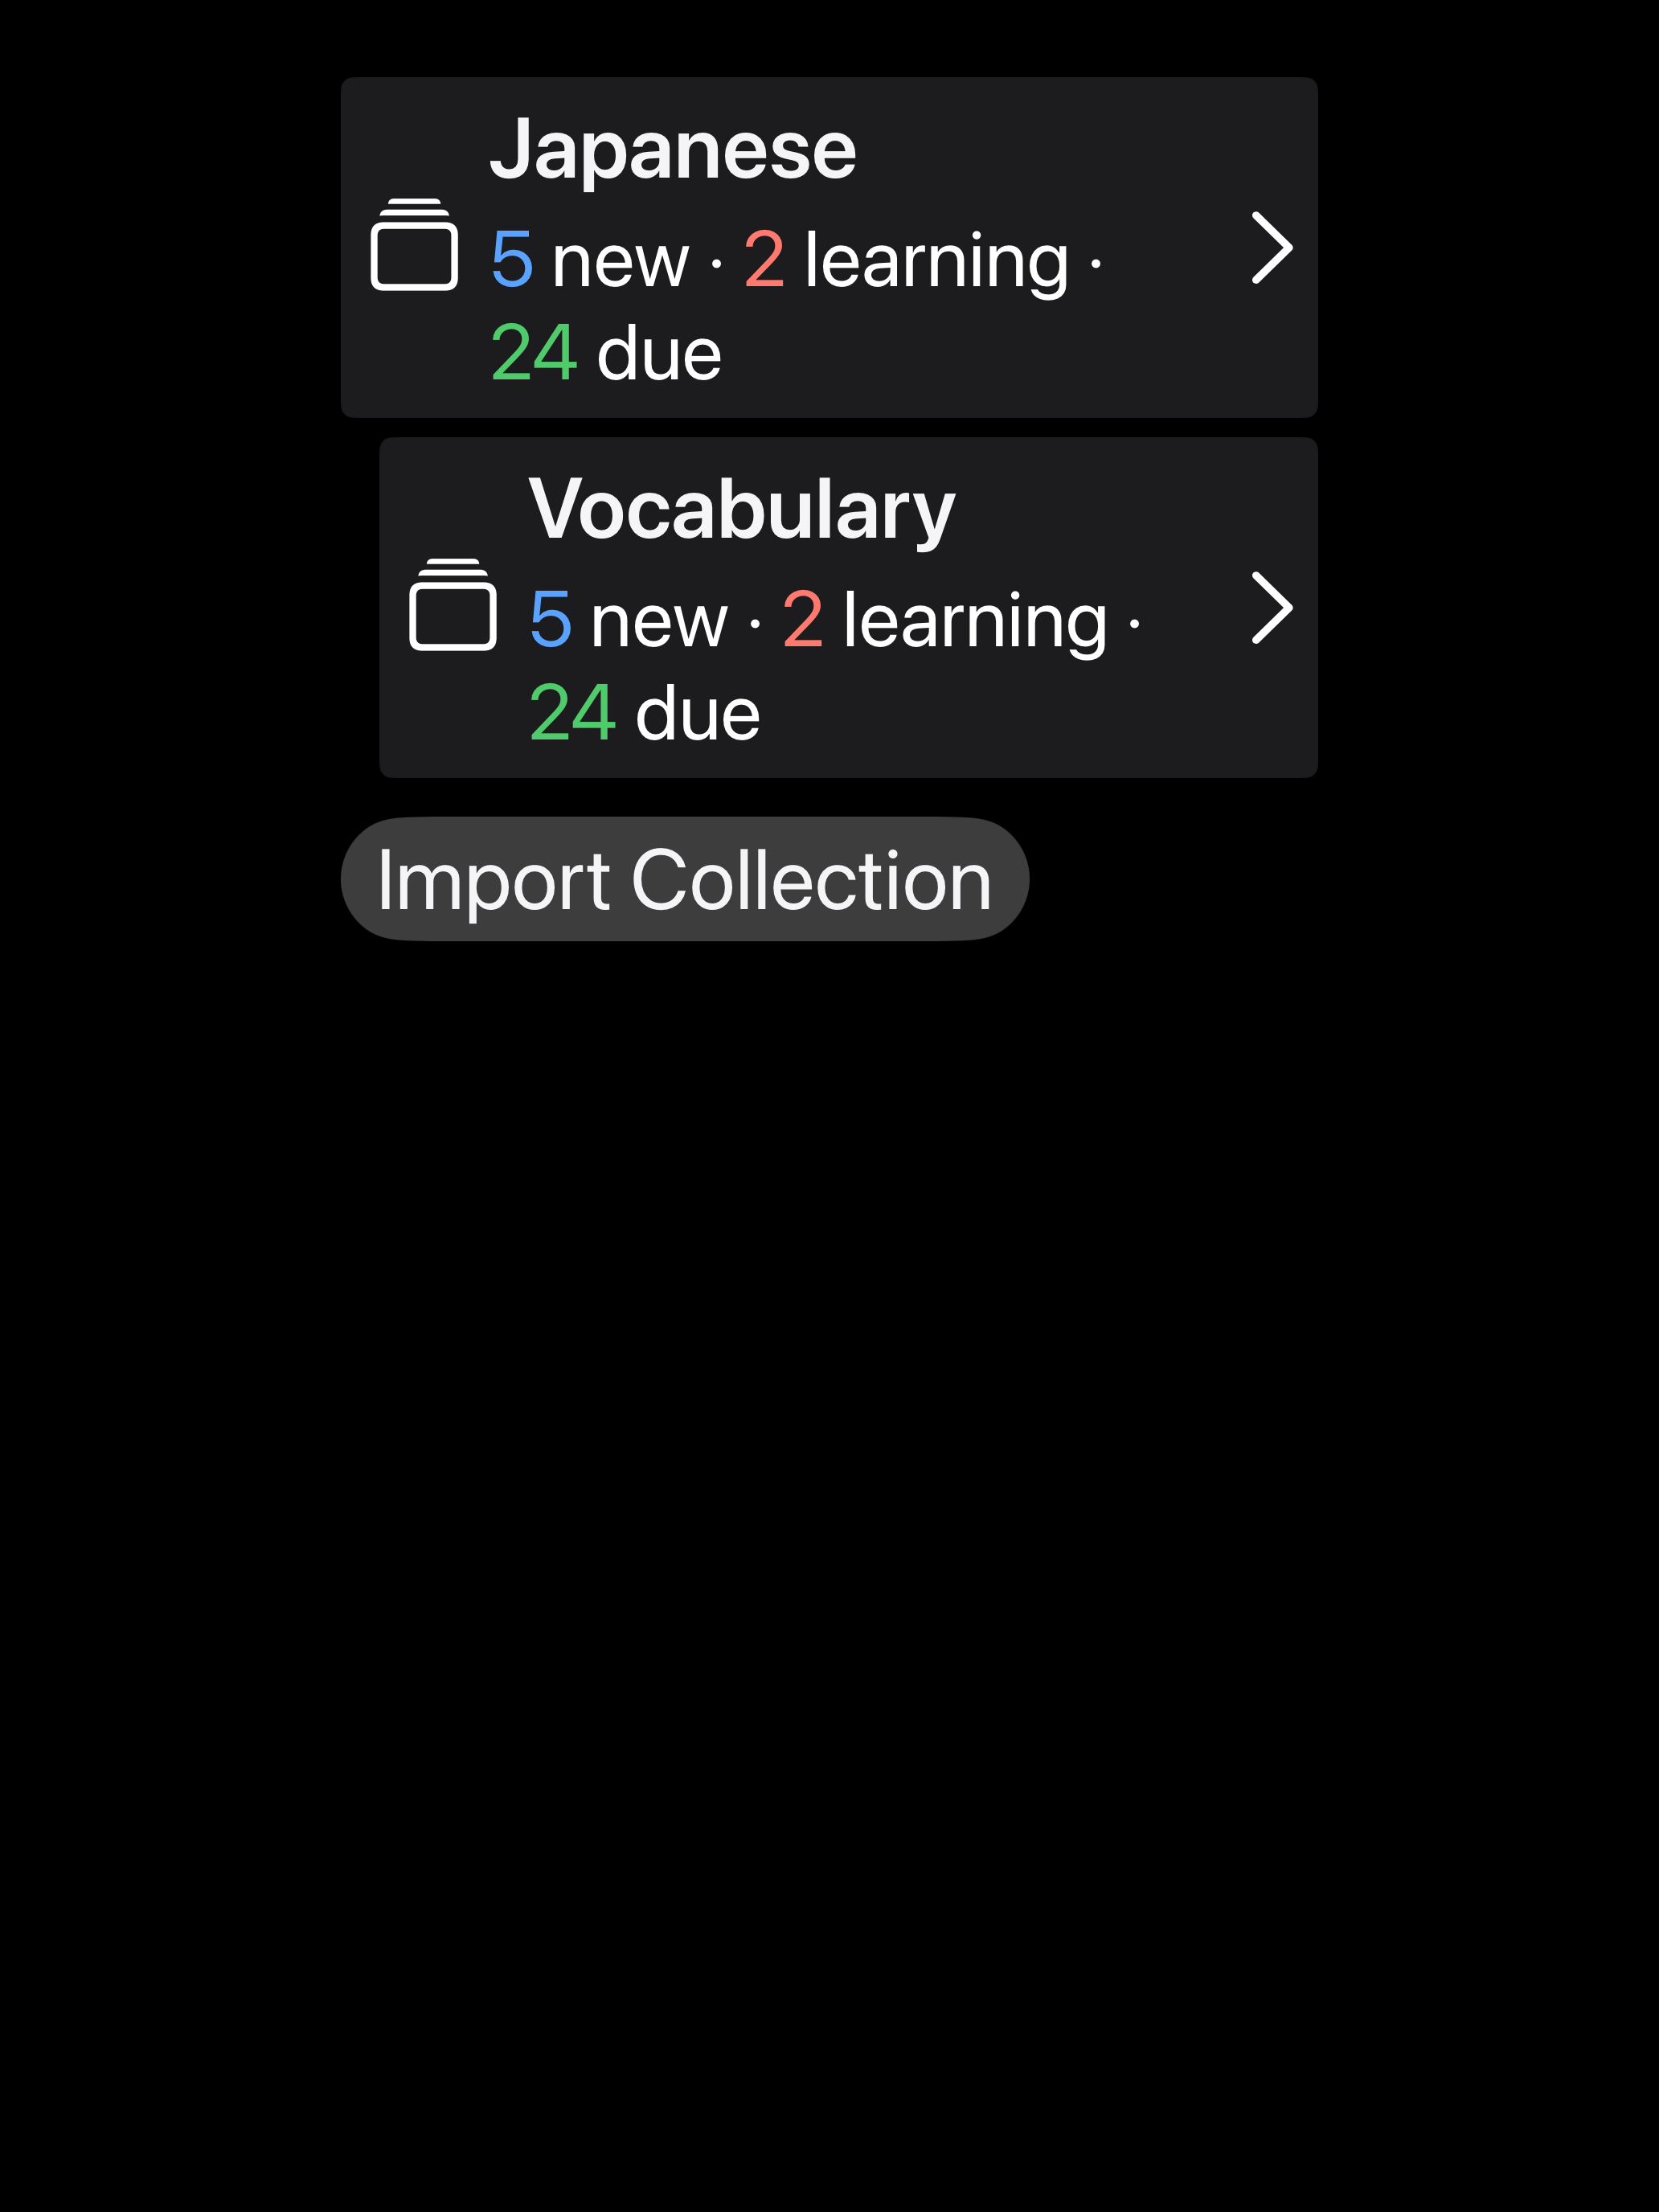 Japanese
5 new · 2 learning ·
24 due
Vocabulary
5 new · 2 learning ·
24 due
Import Collection